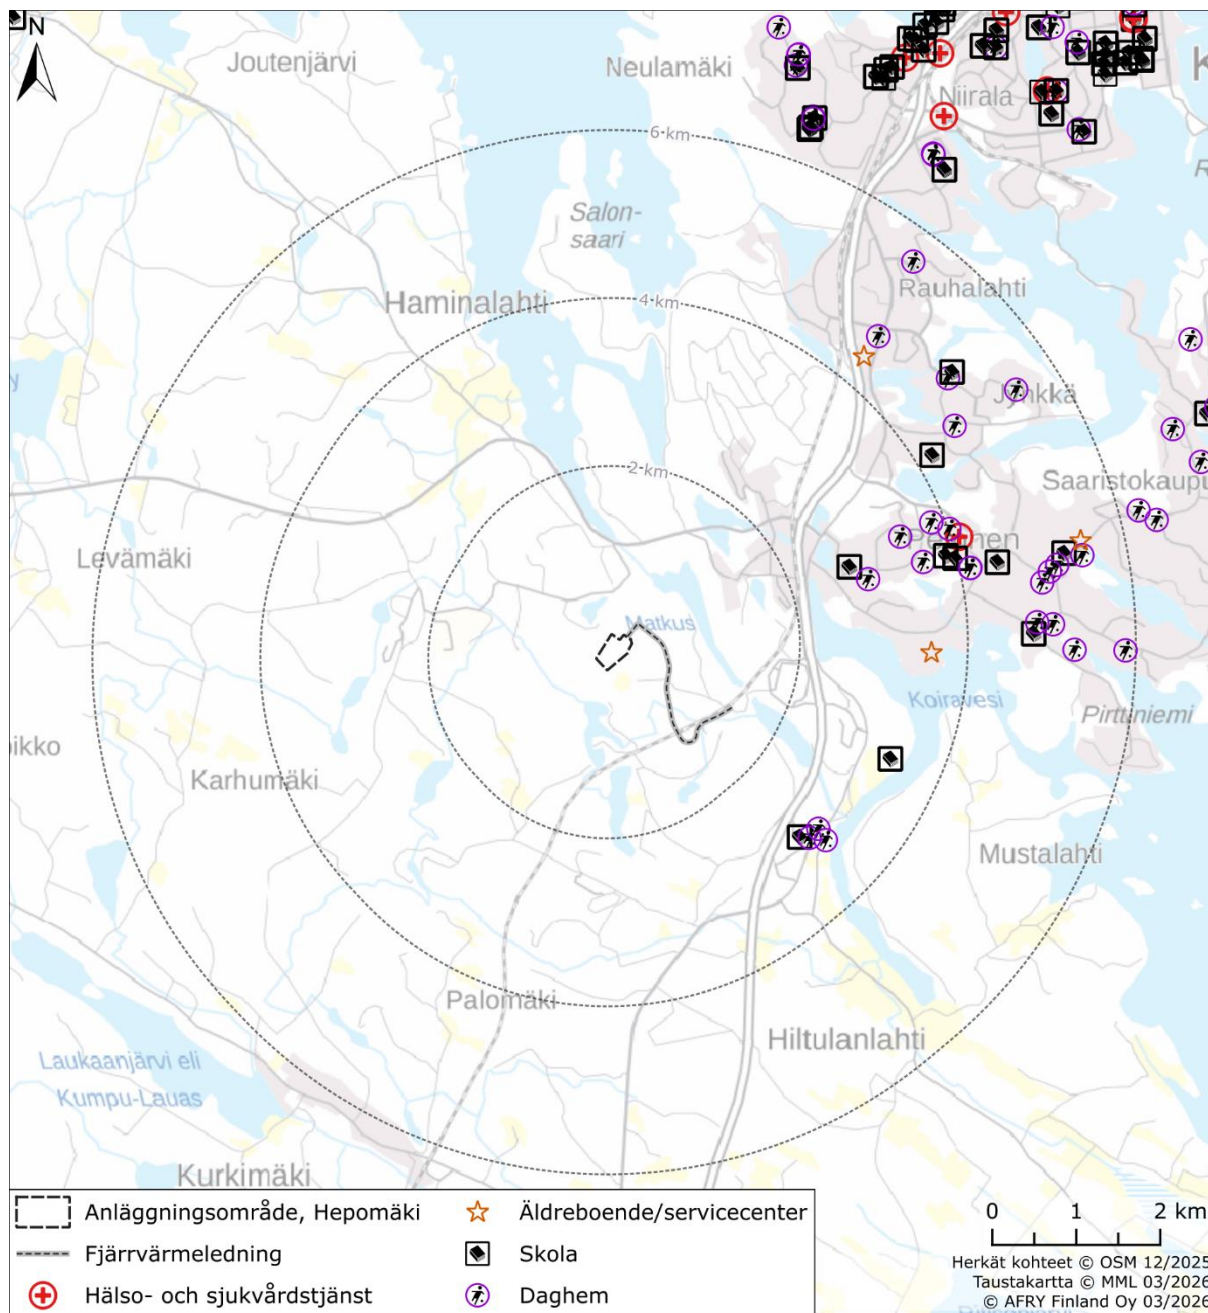 N
Joutenjärvi
Neulamäki
Niirala
6 km
Salon-
saari
Rauhalahti
Haminalahti
4 km
Jynkkä
2 km
Saaristokaupu
Levämäki
Matkus
Koiravesi
Pirttiniemi
Karhumäki
Mustalahti
Palomäki
Hiltulanlahti
Laukaanjärvi eli
Kumpu-Lauas
Kurkimäki
Anläggningsområde, Hepomäki
Fjärrvärmeledning
Hälso- och sjukvårdstjänst
Äldreboende/servicecenter
Skola
Daghem
0 1 2 km
Herkät kohteet © OSM 12/2025
Taustakartta © MML 03/2026
© AFRY Finland Oy 03/2026